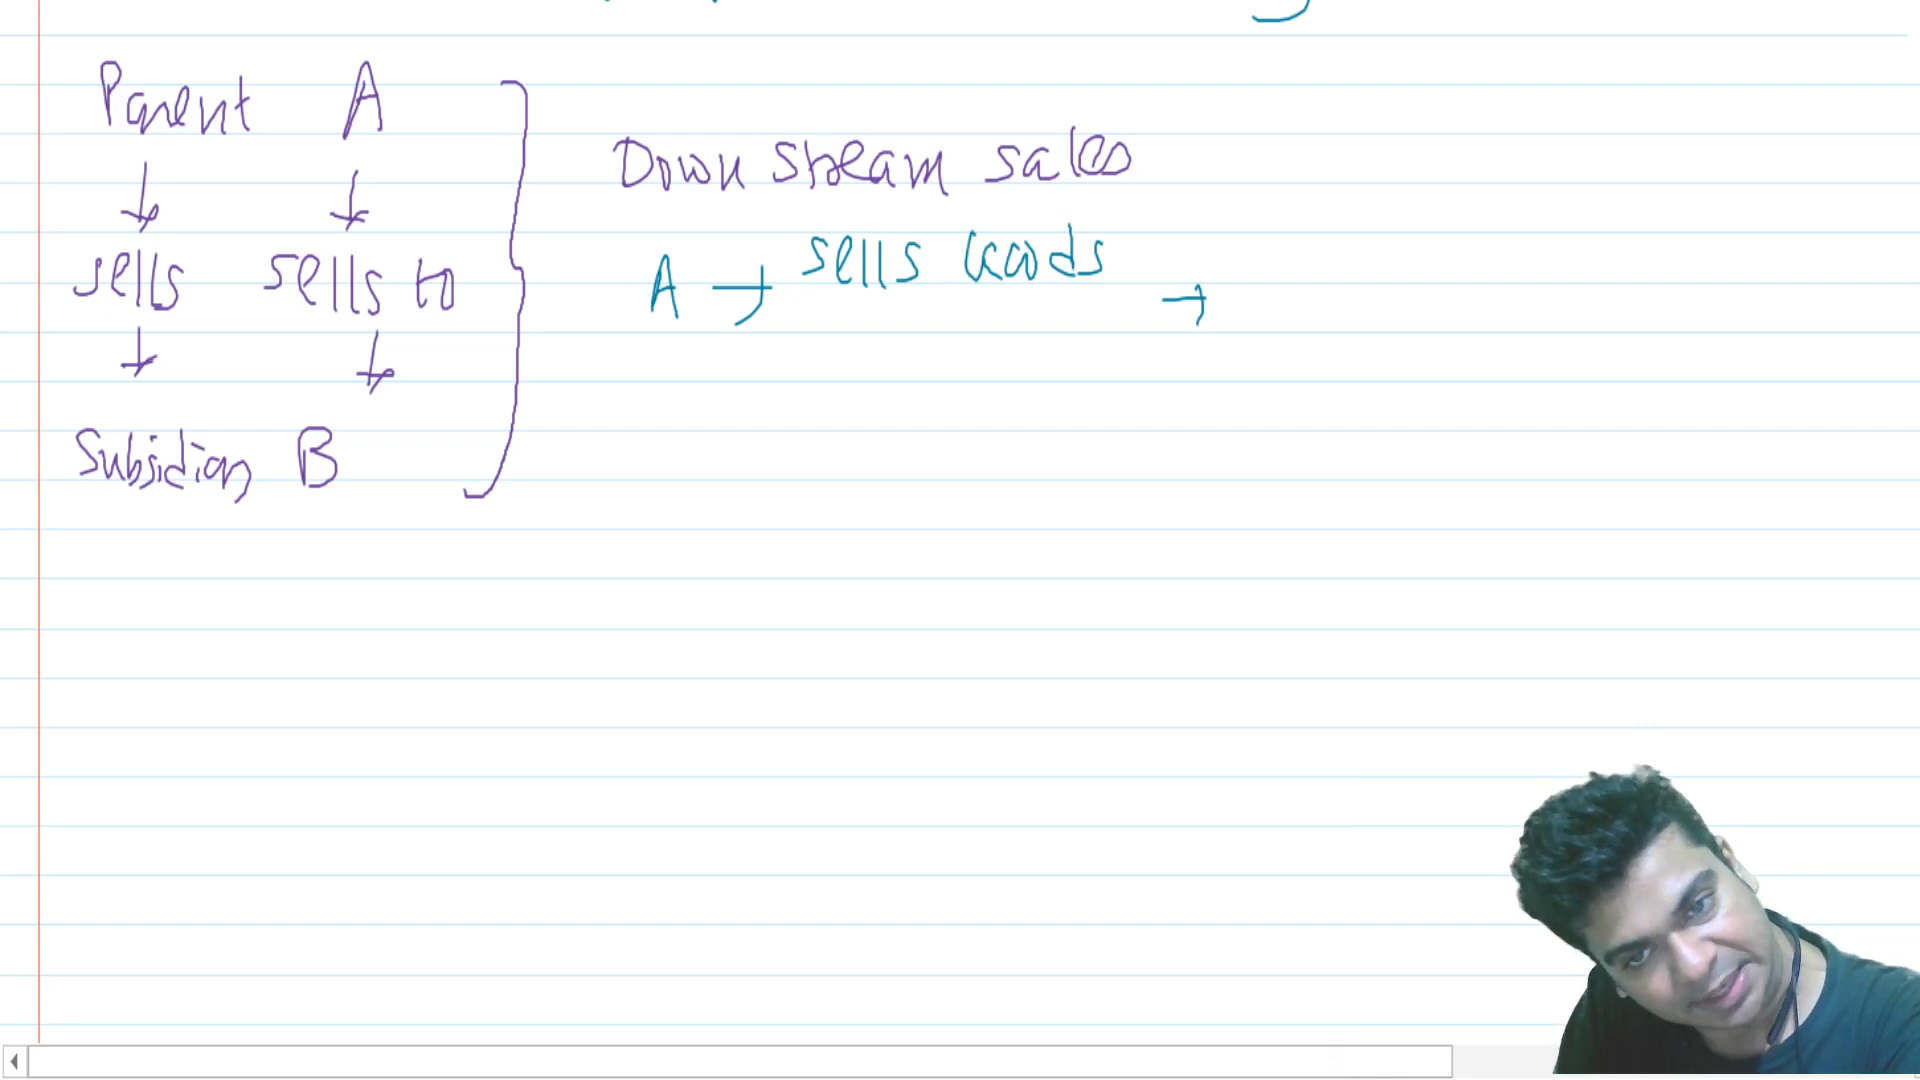 Parent A
↓ ↓
sells sells to
↓ ↓
Subsidiary B
Down stream sales
A → sells Goods →